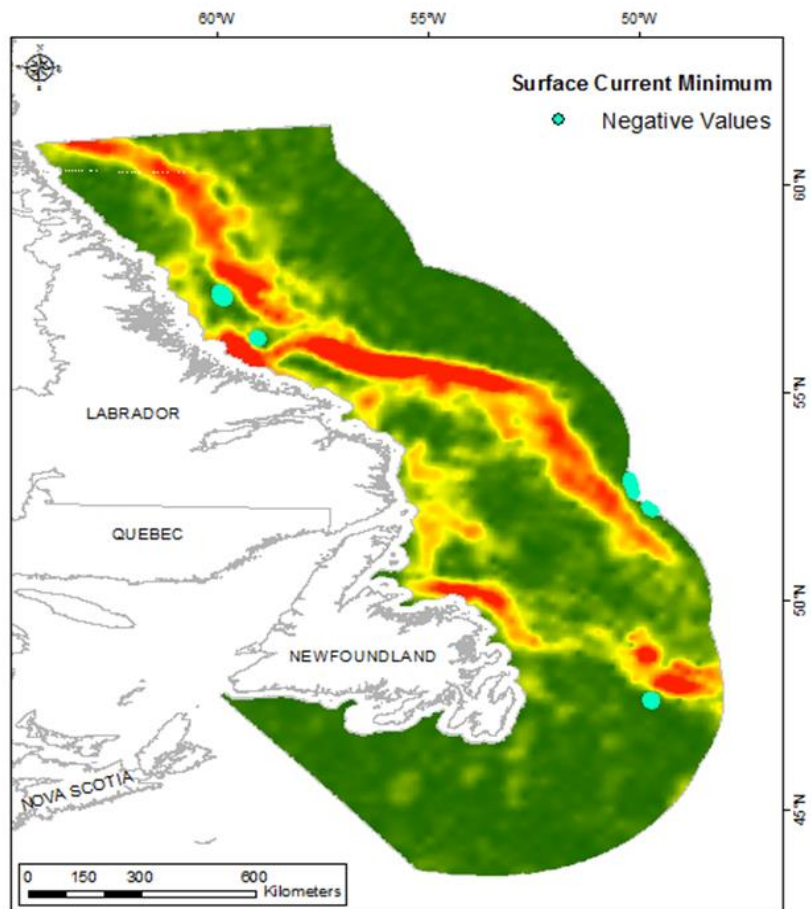 60°W 55°W 50°W
Surface Current Minimum
Negative Values
60°N
55°N
LABRADOR
QUEBEC
50°N
NEWFOUNDLAND
NOVA SCOTIA
45°N
0 150 300 600
Kilometers